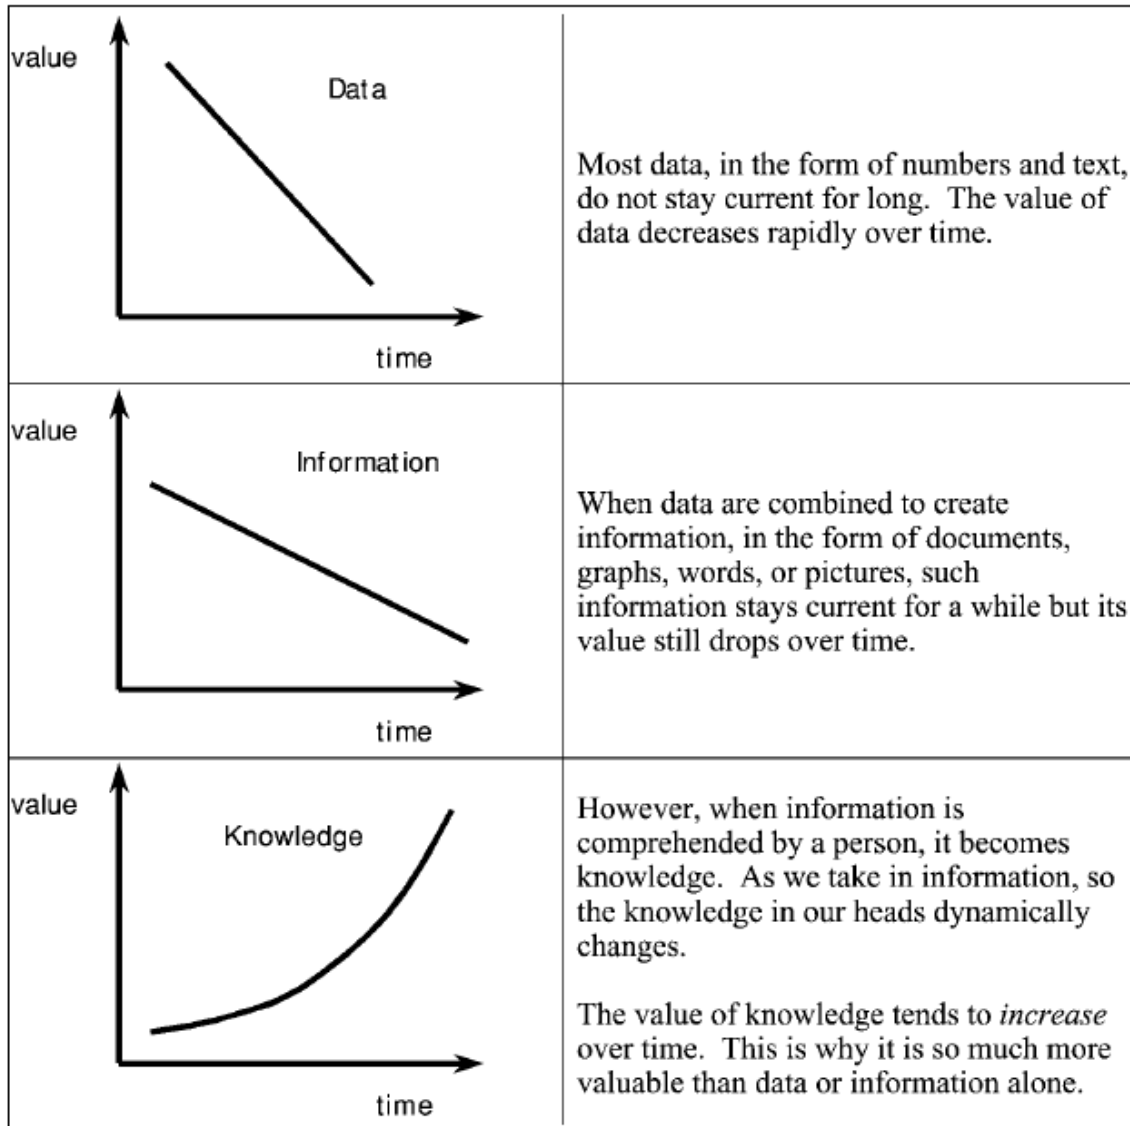 value
Data
time
Most data, in the form of numbers and text,
do not stay current for long. The value of
data decreases rapidly over time.
value
Information
time
When data are combined to create
information, in the form of documents,
graphs, words, or pictures, such
information stays current for a while but its
value still drops over time.
value
Knowledge
time
However, when information is
comprehended by a person, it becomes
knowledge. As we take in information, so
the knowledge in our heads dynamically
changes.
The value of knowledge tends to increase
over time. This is why it is so much more
valuable than data or information alone.